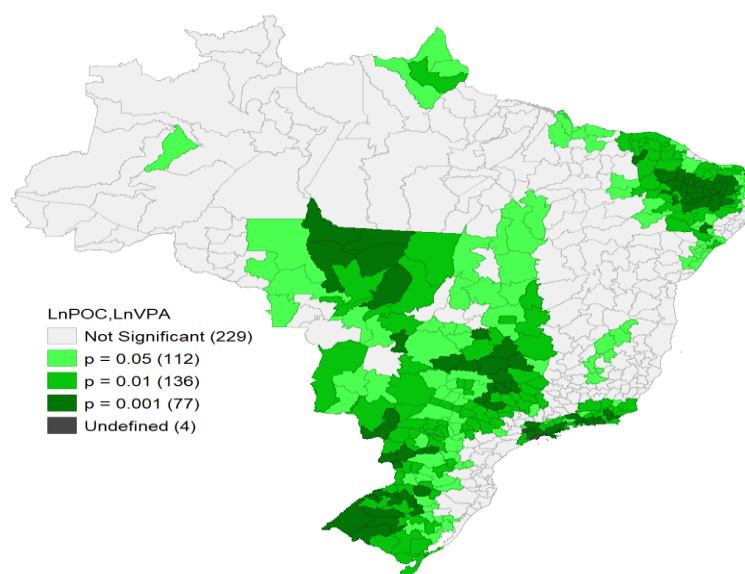 LnPOC,LnVPA
Not Significant (229)
p = 0.05 (112)
p = 0.01 (136)
p = 0.001 (77)
Undefined (4)